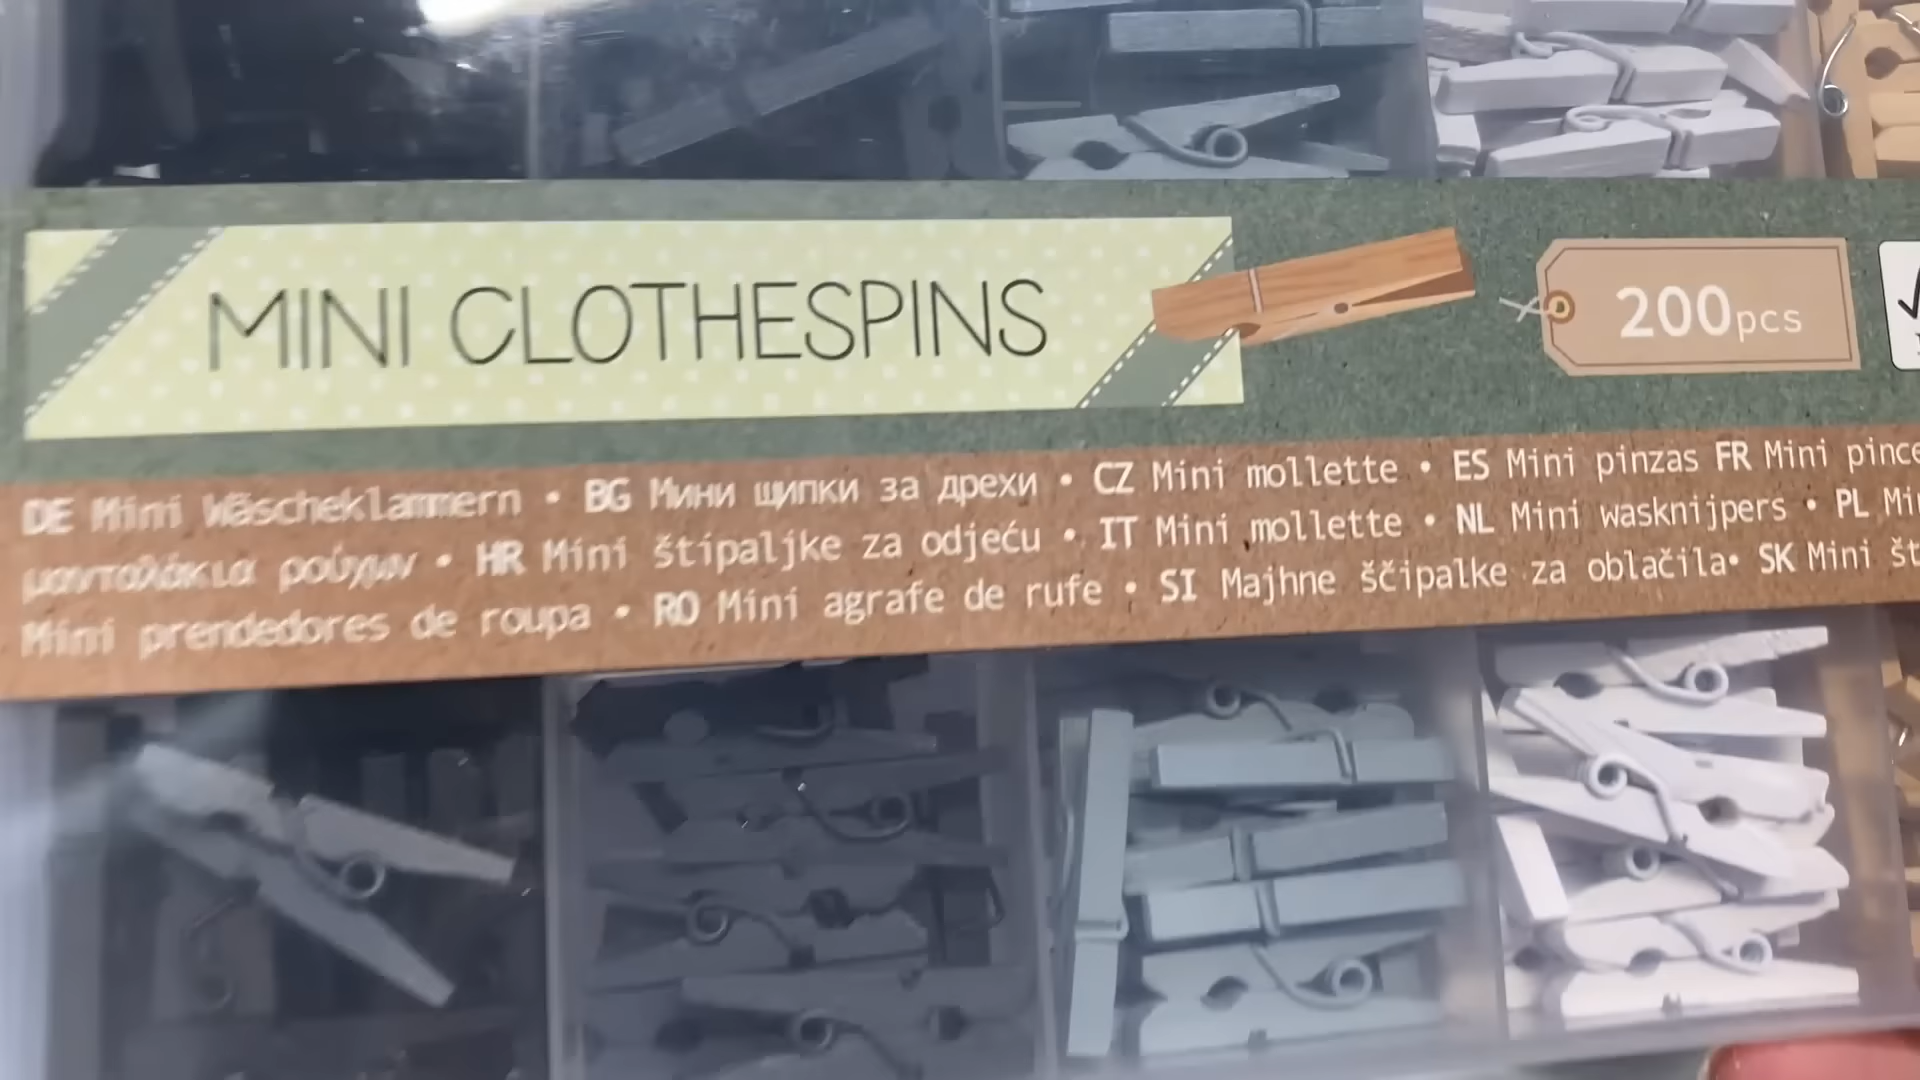 MINI CLOTHESPINS
200pcs
DE Mini Wäscheklammern • BG Мини щипки за дрехи • CZ Mini mollette • ES Mini pinzas FR Mini pince
μανταλάκια ρούχων • HR Mini štipaljke za odjeću • IT Mini mollette • NL Mini wasknijpers • PL Mi
Mini prendedores de roupa • RO Mini agrafe de rufe • SI Majhne ščipalke za oblačila• SK Mini št